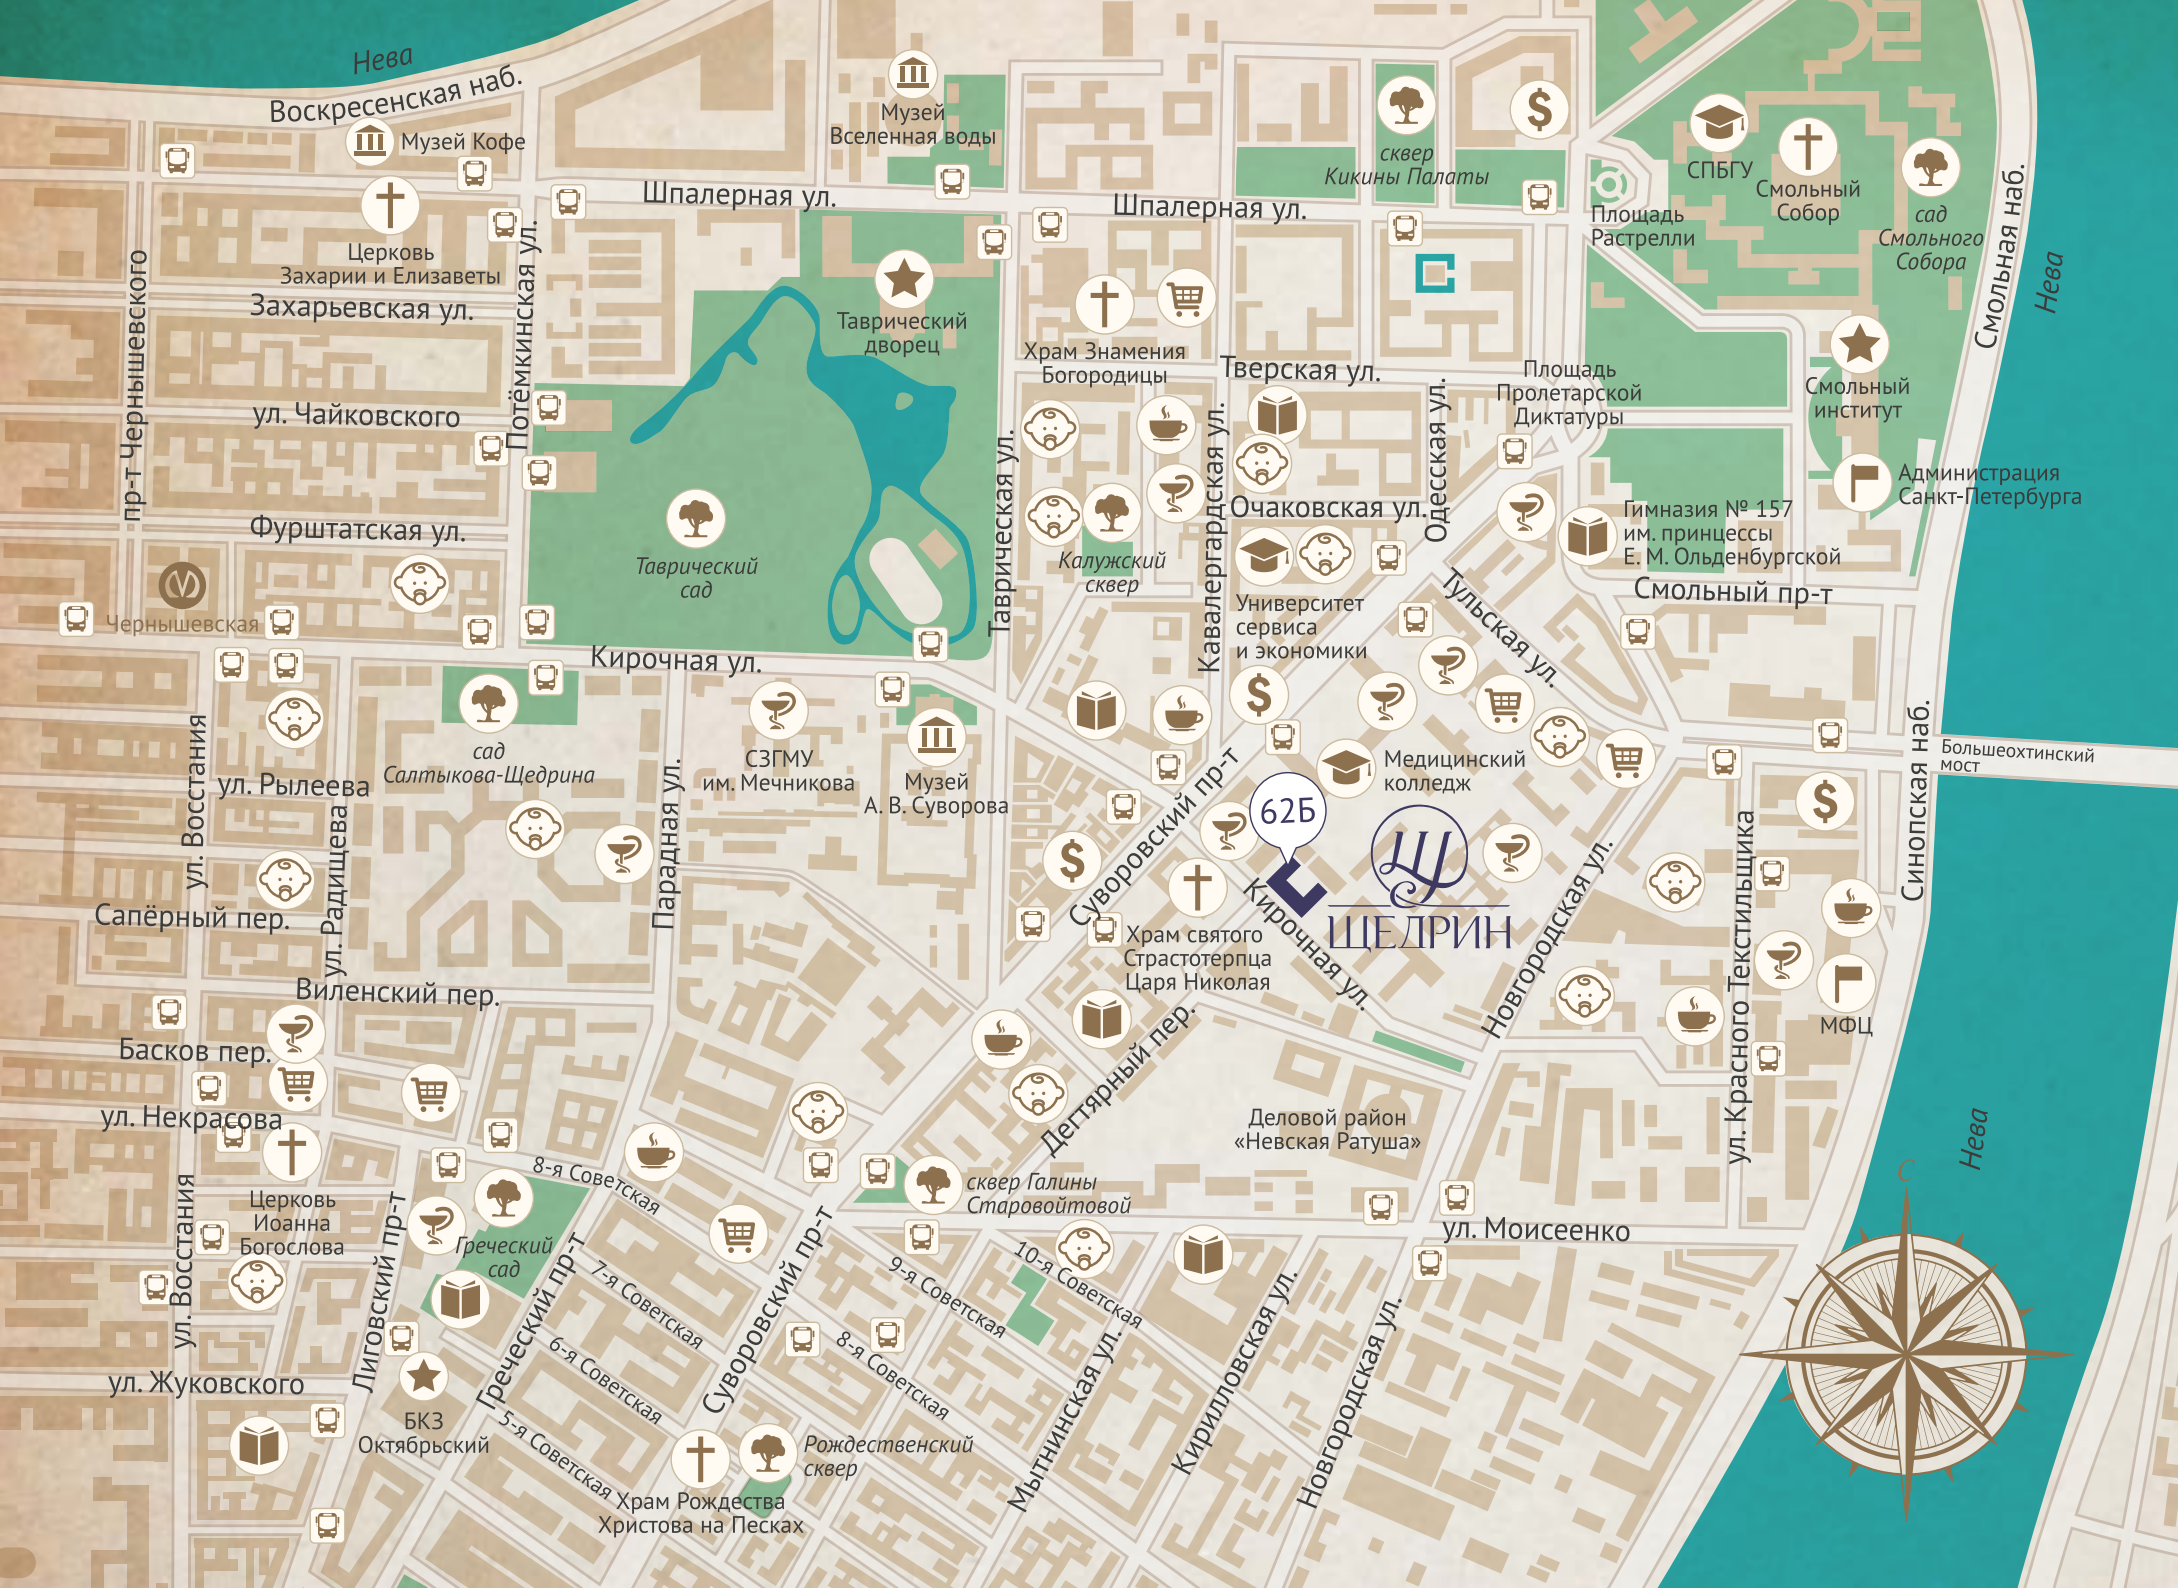 Нева
Воскресенская наб.
Музей Кофе
Музей
Вселенная воды
сквер
Кикины Палаты
СПБГУ
Смольный
Собор
сад
Смольного
Собора
Смольная наб.
Нева
Шпалерная ул.
Шпалерная ул.
Площадь
Растрелли
Церковь
Захарии и Елизаветы
Захарьевская ул.
пр-т Чернышевского
Потёмкинская ул.
Таврический
дворец
Храм Знамения
Богородицы
Тверская ул.
Площадь
Пролетарской
Диктатуры
Смольный
институт
ул. Чайковского
Таврическая ул.
Кавалергардская ул.
Одесская ул.
Администрация
Санкт-Петербурга
Фурштатская ул.
Таврический
сад
Калужский
сквер
Очаковская ул.
Гимназия № 157
им. принцессы
Е. М. Ольденбургской
Смольный пр-т
Чернышевская
Университет
сервиса
и экономики
Тульская ул.
Кирочная ул.
ул. Восстания
ул. Рылеева
сад
Салтыкова-Щедрина
СЗГМУ
им. Мечникова
Музей
А. В. Суворова
Суворовский пр-т
Медицинский
колледж
Большеохтинский
мост
Синопская наб.
62Б
ЩЕДРИН
Парадная ул.
ул. Радищева
Сапёрный пер.
Кирочная ул.
Новгородская ул.
ул. Красного Текстильщика
Храм святого
Страстотерпца
Царя Николая
Виленский пер.
МФЦ
Басков пер.
Дегтярный пер.
ул. Некрасова
Деловой район
«Невская Ратуша»
Нева
С
8-я Советская
сквер Галины
Старовойтовой
Церковь
Иоанна
Богослова
ул. Восстания
Лиговский пр-т
Греческий
сад
Греческий пр-т
7-я Советская
Суворовский пр-т
9-я Советская
10-я Советская
ул. Моисеенко
6-я Советская
8-я Советская
Мытнинская ул.
Кирилловская ул.
Новгородская ул.
ул. Жуковского
БКЗ
Октябрьский
5-я Советская
Рождественский
сквер
Храм Рождества
Христова на Песках